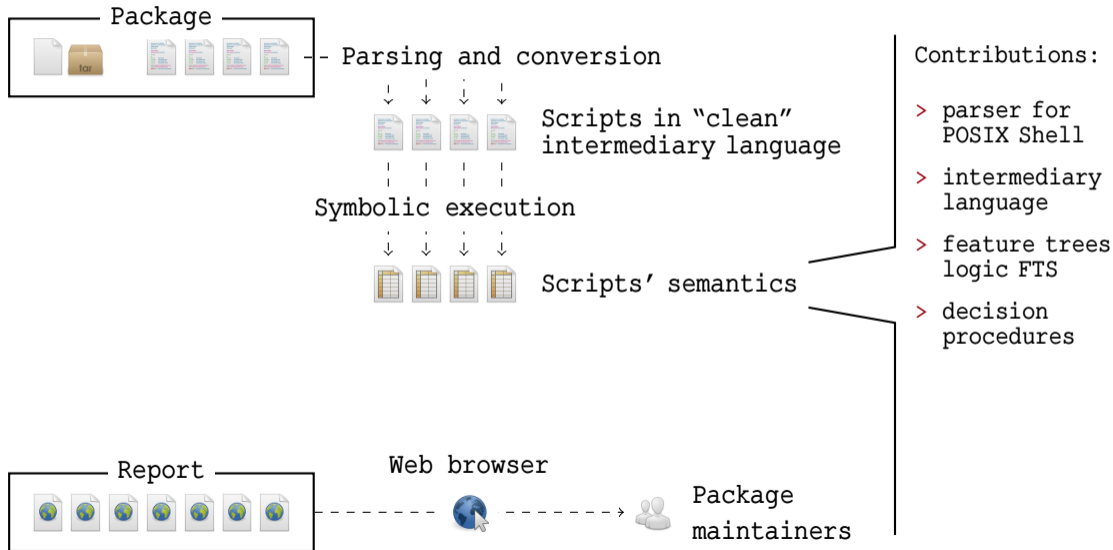 Package
tar
Parsing and conversion
Scripts in “clean”
intermediary language
Symbolic execution
Scripts’ semantics
Report
Web browser
Package
maintainers
Contributions:
> parser for
POSIX Shell
> intermediary
language
> feature trees
logic FTS
> decision
procedures